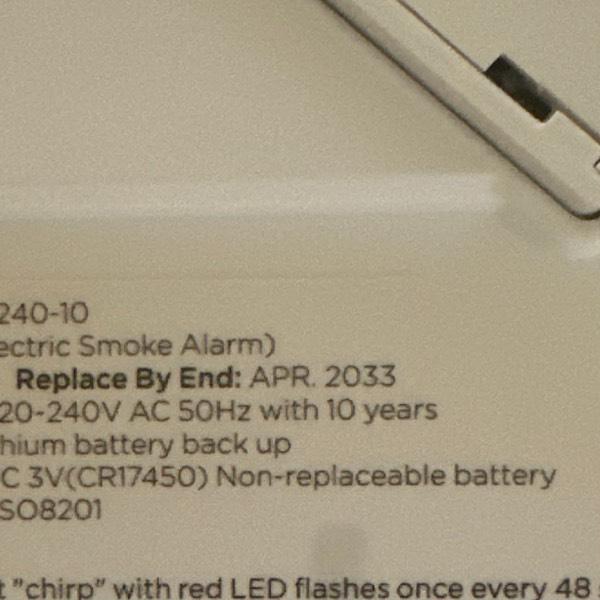 240-10
ectric Smoke Alarm)
Replace By End: APR. 2033
20-240V AC 50Hz with 10 years
hium battery back up
C 3V(CR17450) Non-replaceable battery
SO8201
t "chirp" with red LED flashes once every 48